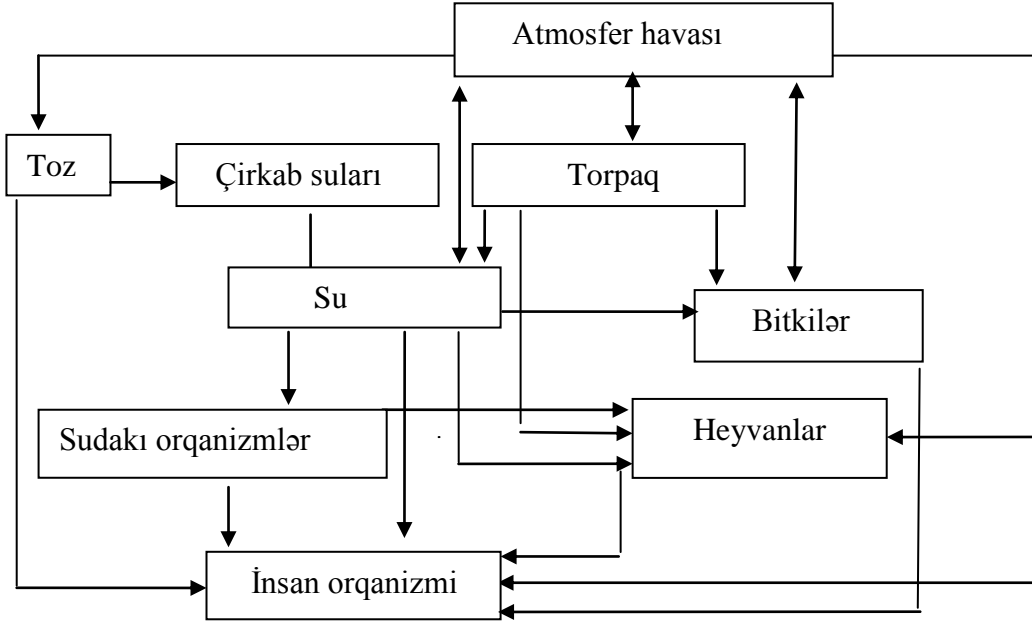 Atmosfer havası
Toz
Çirkab suları
Torpaq
Su
Bitkilər
Sudakı orqanizmlər
Heyvanlar
İnsan orqanizmi